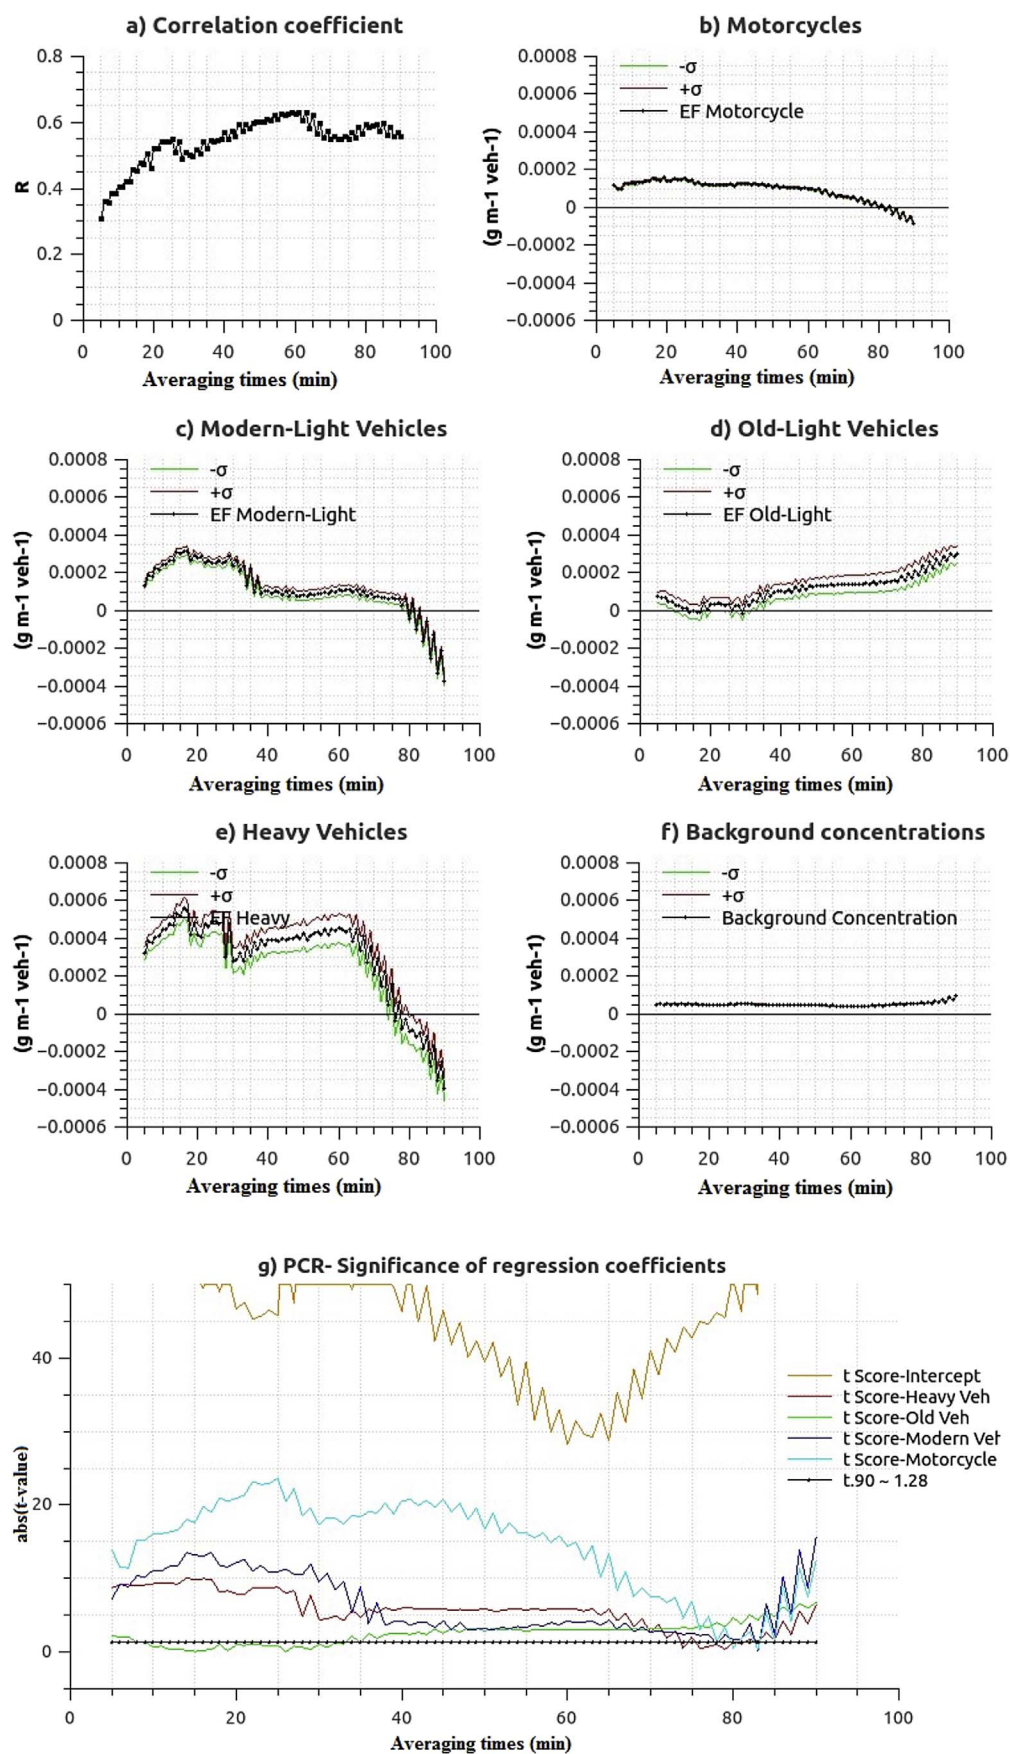 a) Correlation coefficient
0.8
0.6
0.4
0.2
0
R
0 20 40 60 80 100
Averaging times (min)
b) Motorcycles
0.0008
0.0006
0.0004
0.0002
0
−0.0002
−0.0004
−0.0006
(g m-1 veh-1)
-σ
+σ
EF Motorcycle
0 20 40 60 80 100
Averaging times (min)
c) Modern-Light Vehicles
0.0008
0.0006
0.0004
0.0002
0
−0.0002
−0.0004
−0.0006
(g m-1 veh-1)
-σ
+σ
EF Modern-Light
0 20 40 60 80 100
Averaging times (min)
d) Old-Light Vehicles
0.0008
0.0006
0.0004
0.0002
0
−0.0002
−0.0004
−0.0006
(g m-1 veh-1)
-σ
+σ
EF Old-Light
0 20 40 60 80 100
Averaging times (min)
e) Heavy Vehicles
0.0008
0.0006
0.0004
0.0002
0
−0.0002
−0.0004
−0.0006
(g m-1 veh-1)
-σ
+σ
EF Heavy
0 20 40 60 80 100
Averaging times (min)
f) Background concentrations
0.0008
0.0006
0.0004
0.0002
0
−0.0002
−0.0004
−0.0006
(g m-1 veh-1)
-σ
+σ
Background Concentration
0 20 40 60 80 100
Averaging times (min)
g) PCR- Significance of regression coefficients
40
20
0
abs(t-value)
t Score-Intercept
t Score-Heavy Veh
t Score-Old Veh
t Score-Modern Veh
t Score-Motorcycle
t.90 ~ 1.28
0 20 40 60 80 100
Averaging times (min)